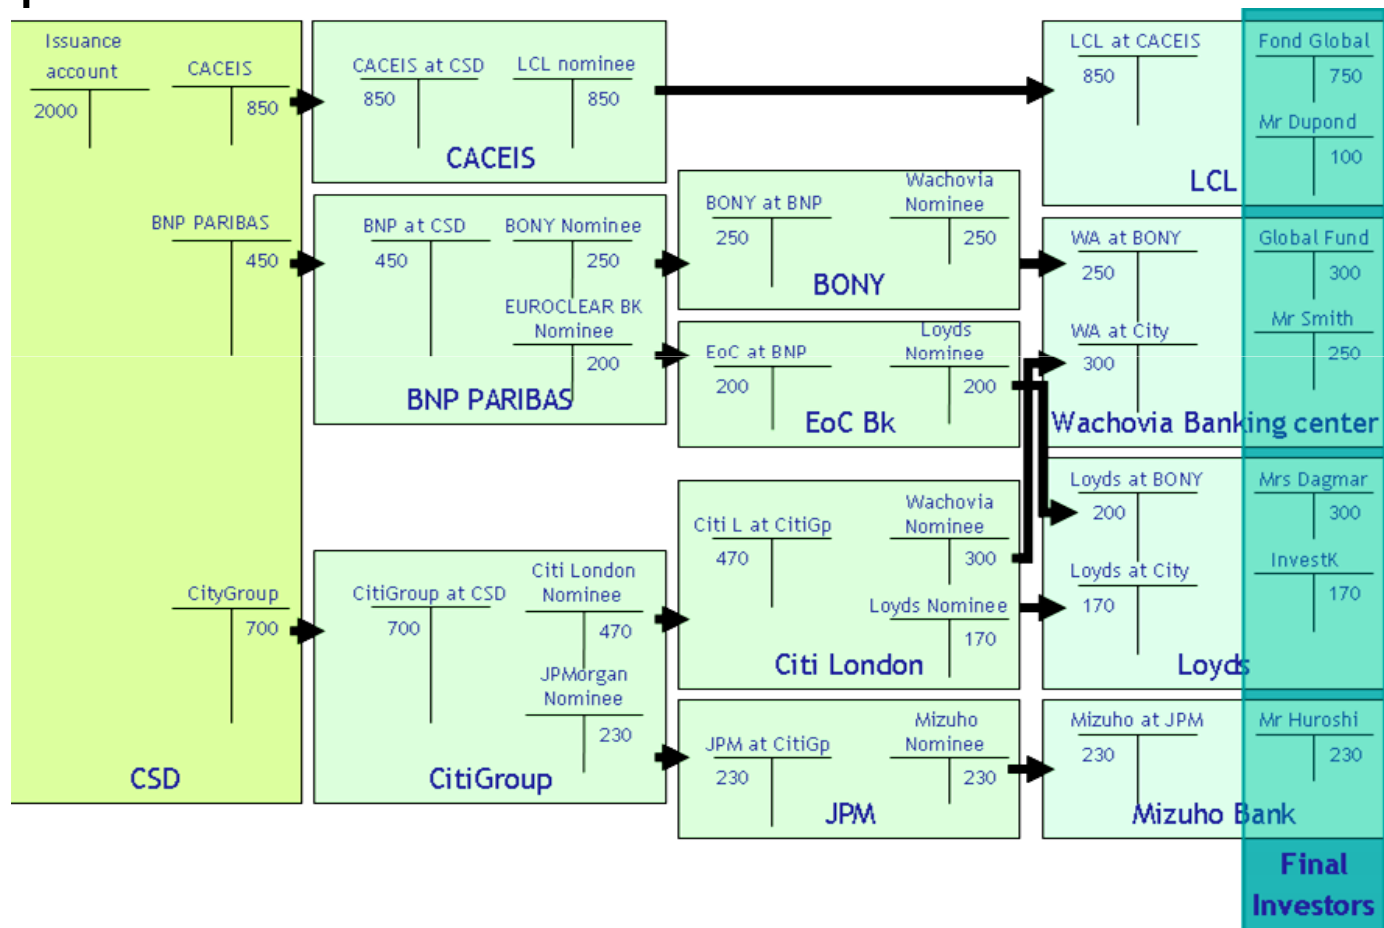 Issuance
account
2000
CACEIS
850
BNP PARIBAS
450
CityGroup
700
CSD
CACEIS at CSD
850
LCL nominee
850
CACEIS
BNP at CSD
450
BONY Nominee
250
EUROCLEAR BK
Nominee
200
BNP PARIBAS
CitiGroup at CSD
700
Citi London
Nominee
470
JPMorgan
Nominee
230
CitiGroup
BONY at BNP
250
Wachovia
Nominee
250
BONY
EoC at BNP
200
Loyds
Nominee
200
EoC Bk
Citi L at CitiGp
470
Wachovia
Nominee
300
Loyds Nominee
170
Citi London
JPM at CitiGp
230
Mizuho
Nominee
230
JPM
LCL at CACEIS
850
Fond Global
750
Mr Dupond
100
LCL
WA at BONY
250
Global Fund
300
WA at City
300
Mr Smith
250
Wachovia Banking center
Loyds at BONY
200
Mrs Dagmar
300
Loyds at City
170
InvestK
170
Loyds
Mizuho at JPM
230
Mr Huroshi
230
Mizuho Bank
Final
Investors